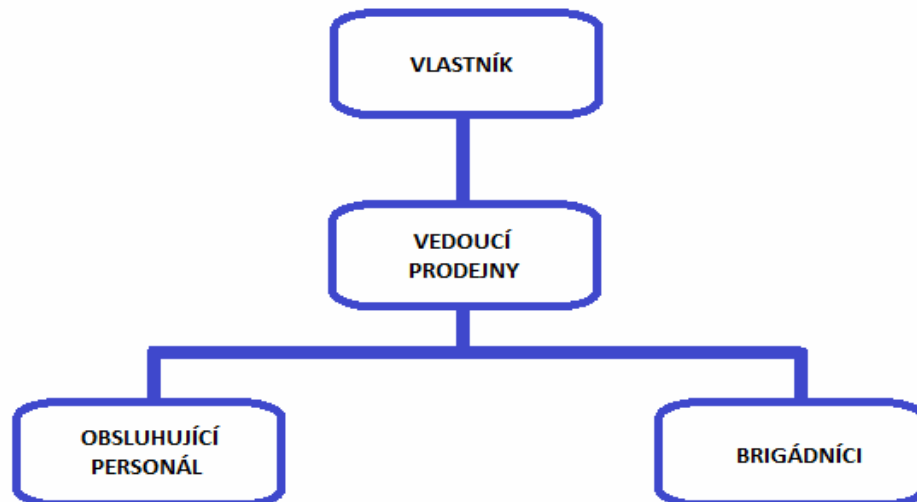 VLASTNÍK
VEDOUCÍ
PRODEJNY
OBSLUHUJÍCÍ
PERSONÁL
BRIGÁDNÍCI